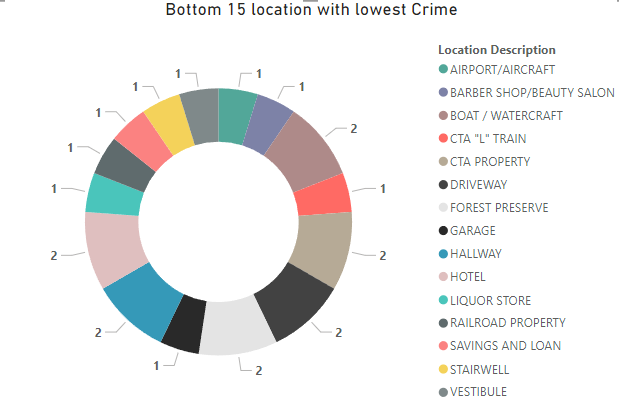 Bottom 15 location with lowest Crime
Location Description
AIRPORT/AIRCRAFT
BARBER SHOP/BEAUTY SALON
BOAT / WATERCRAFT
CTA "L" TRAIN
CTA PROPERTY
DRIVEWAY
FOREST PRESERVE
GARAGE
HALLWAY
HOTEL
LIQUOR STORE
RAILROAD PROPERTY
SAVINGS AND LOAN
STAIRWELL
VESTIBULE
1
1
2
1
2
2
2
1
2
2
1
1
1
1
1